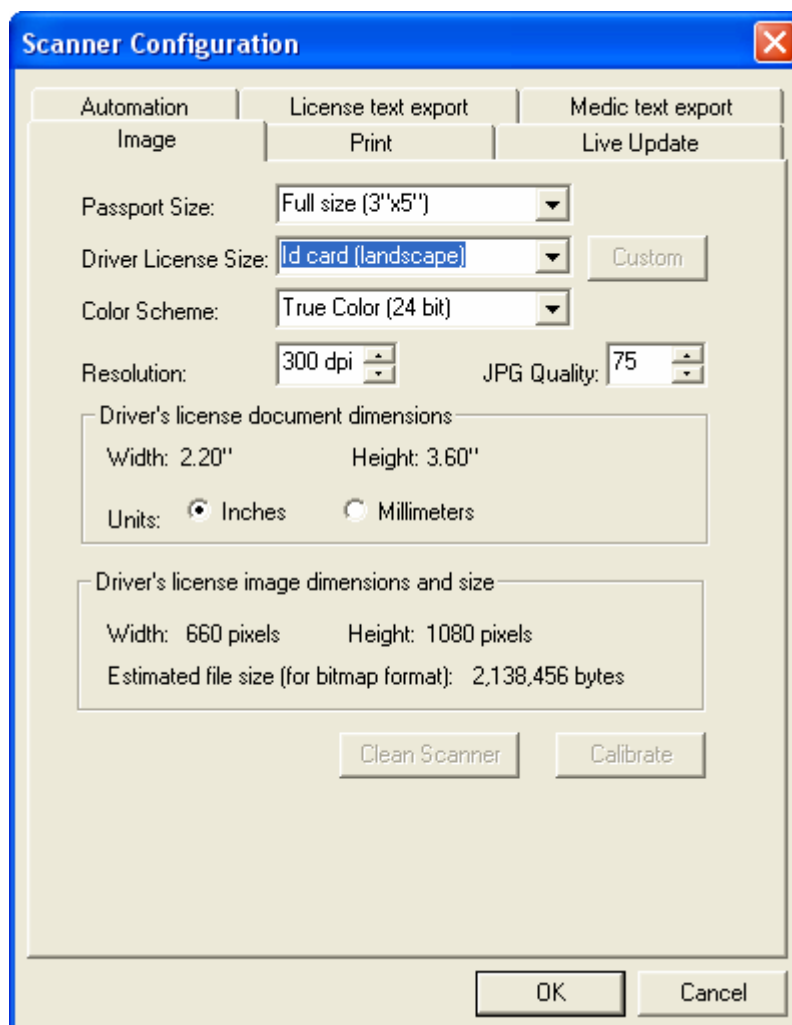 Scanner Configuration
Automation License text export Medic text export
Image Print Live Update
Passport Size: Full size (3"x5")
Driver License Size: Id card (landscape) Custom
Color Scheme: True Color (24 bit)
Resolution: 300 dpi JPG Quality: 75
Driver's license document dimensions
Width: 2.20" Height: 3.60"
Units: Inches Millimeters
Driver's license image dimensions and size
Width: 660 pixels Height: 1080 pixels
Estimated file size (for bitmap format): 2,138,456 bytes
Clean Scanner Calibrate
OK Cancel